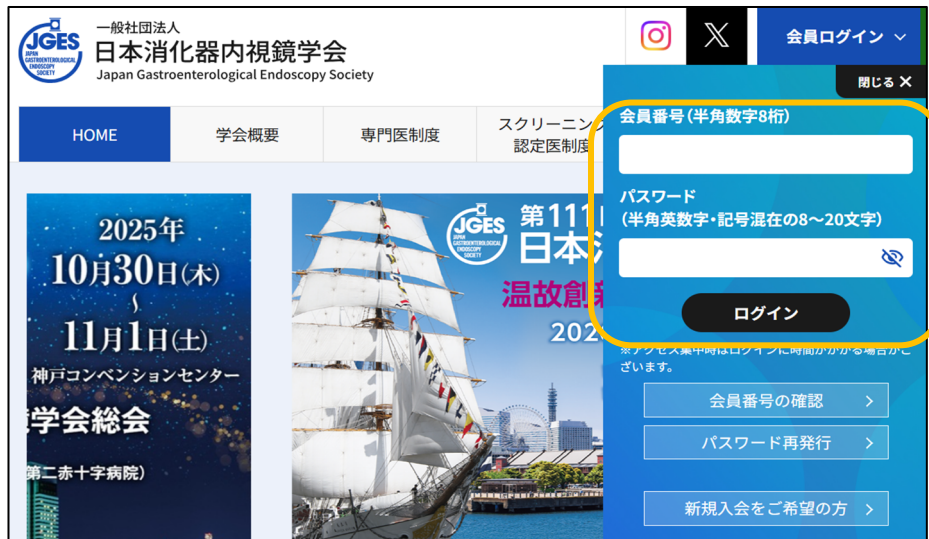 JGES
JAPAN
GASTROENTEROLOGICAL
ENDOSCOPY
SOCIETY
一般社団法人
日本消化器内視鏡学会
Japan Gastroenterological Endoscopy Society
会員ログイン
閉じる ✕
HOME
学会概要
専門医制度
スクリーニング
認定医制度
会員番号(半角数字8桁)
パスワード
(半角英数字・記号混在の8～20文字)
ログイン
※アクセス集中時はログインに時間がかかる場合がご
ざいます。
会員番号の確認
パスワード再発行
新規入会をご希望の方
2025年
10月30日(木)
～
11月1日(土)
神戸コンベンションセンター
学会総会
第二赤十字病院)
JGES
第111
日本
温故創
202